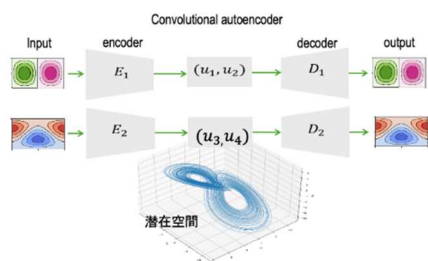 Convolutional autoencoder
Input encoder decoder output
E₁ (u₁, u₂) D₁
E₂ (u₃,u₄) D₂
潜在空間